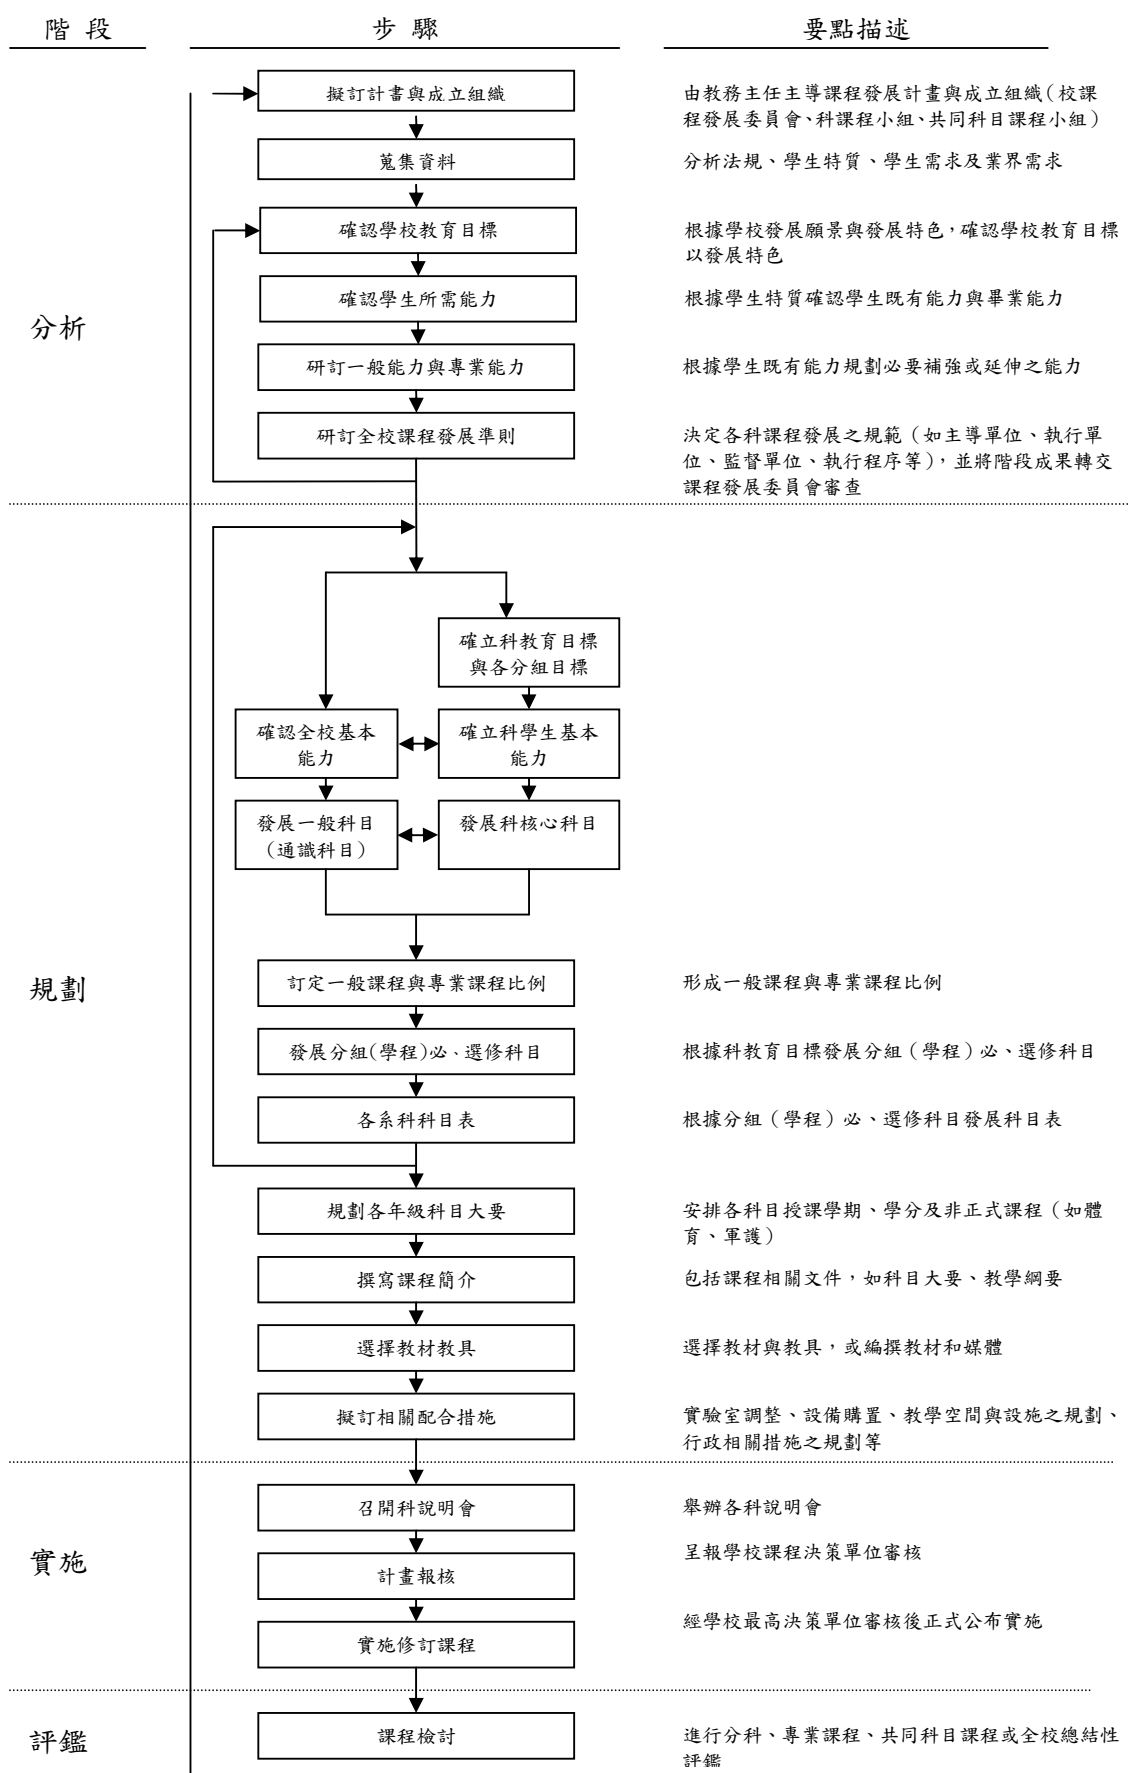 階 段
步 驟
要點描述
分析
擬訂計書與成立組織
由教務主任主導課程發展計畫與成立組織(校課
程發展委員會、科課程小組、共同科目課程小組)
蒐集資料
分析法規、學生特質、學生需求及業界需求
確認學校教育目標
根據學校發展願景與發展特色，確認學校教育目標
以發展特色
確認學生所需能力
根據學生特質確認學生既有能力與畢業能力
研訂一般能力與專業能力
根據學生既有能力規劃必要補強或延伸之能力
研訂全校課程發展準則
決定各科課程發展之規範（如主導單位、執行單
位、監督單位、執行程序等），並將階段成果轉交
課程發展委員會審查
規劃
確立科教育目標
與各分組目標
確認全校基本
能力
確立科學生基本
能力
發展一般科目
（通識科目）
發展科核心科目
訂定一般課程與專業課程比例
形成一般課程與專業課程比例
發展分組(學程)必、選修科目
根據科教育目標發展分組（學程）必、選修科目
各系科科目表
根據分組（學程）必、選修科目發展科目表
規劃各年級科目大要
安排各科目授課學期、學分及非正式課程（如體
育、軍護）
撰寫課程簡介
包括課程相關文件，如科目大要、教學綱要
選擇教材教具
選擇教材與教具，或編撰教材和媒體
擬訂相關配合措施
實驗室調整、設備購置、教學空間與設施之規劃、
行政相關措施之規劃等
實施
召開科說明會
舉辦各科說明會
計畫報核
呈報學校課程決策單位審核
實施修訂課程
經學校最高決策單位審核後正式公布實施
評鑑
課程檢討
進行分科、專業課程、共同科目課程或全校總結性
評鑑